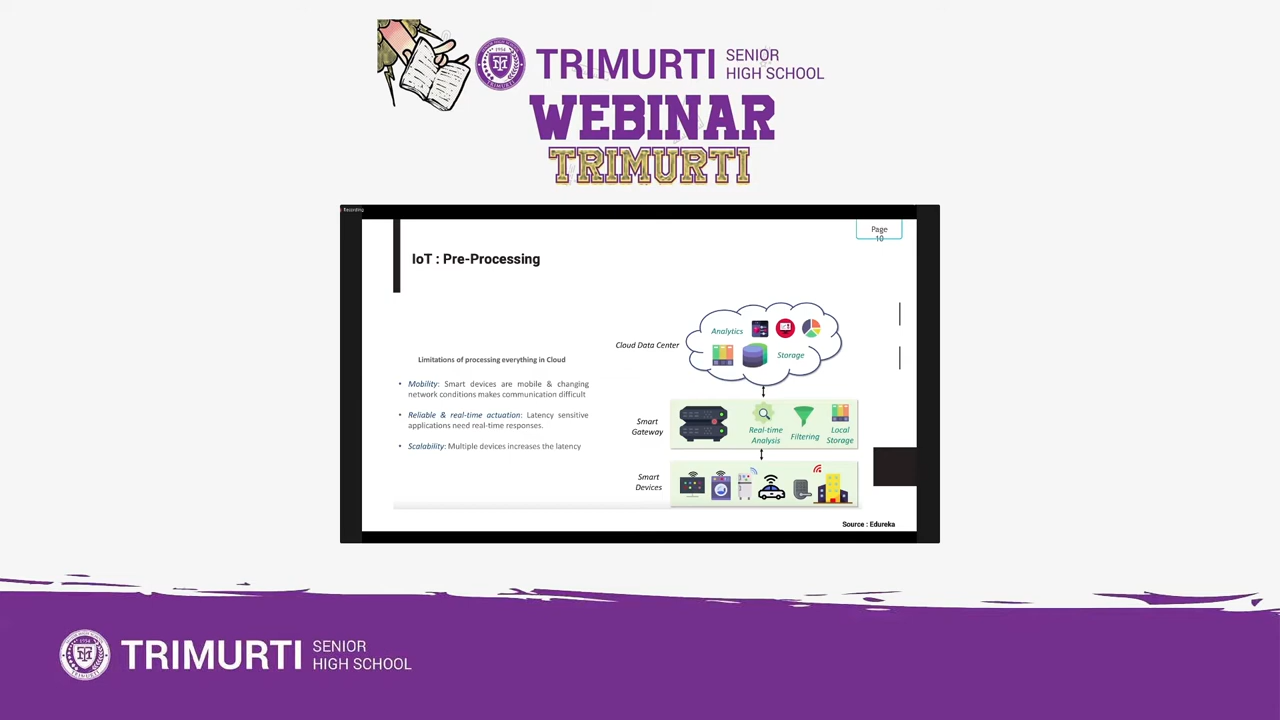 TRIMURTI SENIOR HIGH SCHOOL
WEBINAR
TRIMURTI
Recording
Page
10
IoT : Pre-Processing
Limitations of processing everything in Cloud
• Mobility: Smart devices are mobile & changing
network conditions makes communication difficult
• Reliable & real-time actuation: Latency sensitive
applications need real-time responses.
• Scalability: Multiple devices increases the latency
Cloud Data Center
Analytics
Storage
Smart
Gateway
Real-time
Analysis
Filtering
Local
Storage
Smart
Devices
Source : Edureka
TRIMURTI SENIOR HIGH SCHOOL